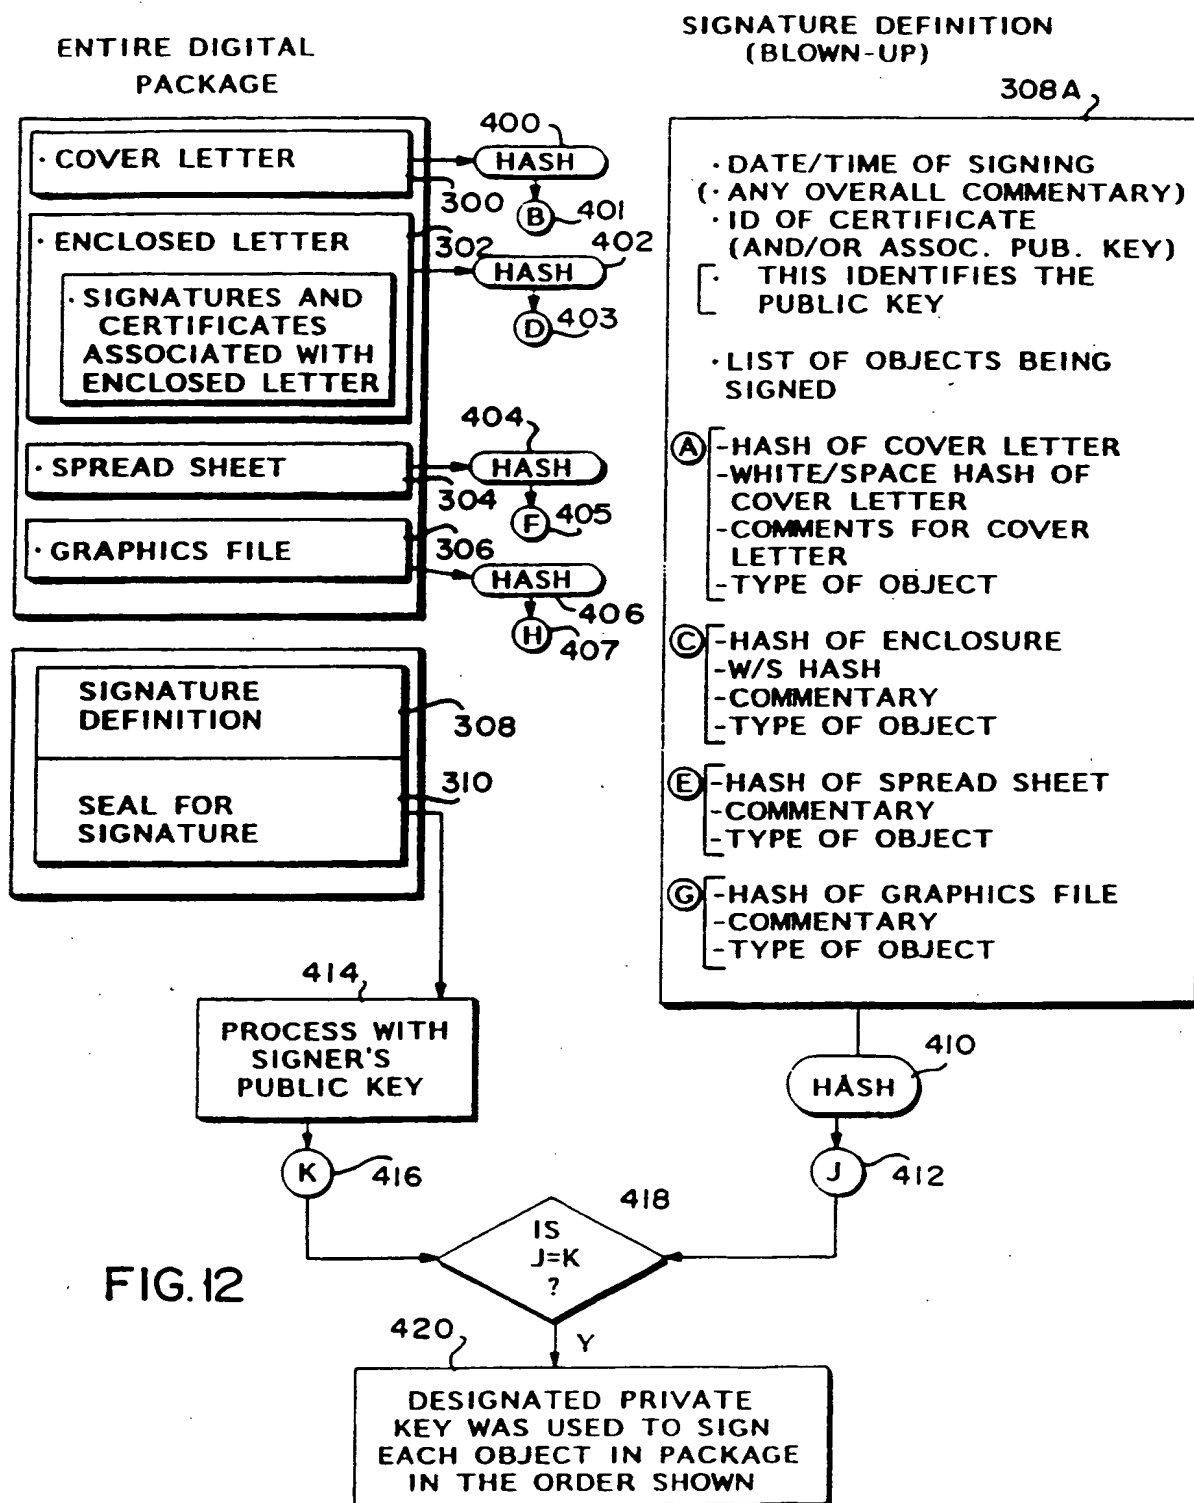 ENTIRE DIGITAL
PACKAGE
· COVER LETTER
300
400
HASH
B
401
· ENCLOSED LETTER
302
402
HASH
D
403
· SIGNATURES AND
CERTIFICATES
ASSOCIATED WITH
ENCLOSED LETTER
404
· SPREAD SHEET
304
HASH
F
405
· GRAPHICS FILE
306
HASH
406
H
407
SIGNATURE
DEFINITION
308
SEAL FOR
SIGNATURE
310
SIGNATURE DEFINITION
(BLOWN-UP)
308A
· DATE/TIME OF SIGNING
(· ANY OVERALL COMMENTARY)
· ID OF CERTIFICATE
(AND/OR ASSOC. PUB. KEY)
[· THIS IDENTIFIES THE
PUBLIC KEY
· LIST OF OBJECTS BEING
SIGNED
A
-HASH OF COVER LETTER
-WHITE/SPACE HASH OF
COVER LETTER
-COMMENTS FOR COVER
LETTER
-TYPE OF OBJECT
C
-HASH OF ENCLOSURE
-W/S HASH
-COMMENTARY
-TYPE OF OBJECT
E
-HASH OF SPREAD SHEET
-COMMENTARY
-TYPE OF OBJECT
G
-HASH OF GRAPHICS FILE
-COMMENTARY
-TYPE OF OBJECT
414
PROCESS WITH
SIGNER'S
PUBLIC KEY
410
HASH
K
416
J
412
418
IS
J=K
?
FIG. 12
Y
420
DESIGNATED PRIVATE
KEY WAS USED TO SIGN
EACH OBJECT IN PACKAGE
IN THE ORDER SHOWN